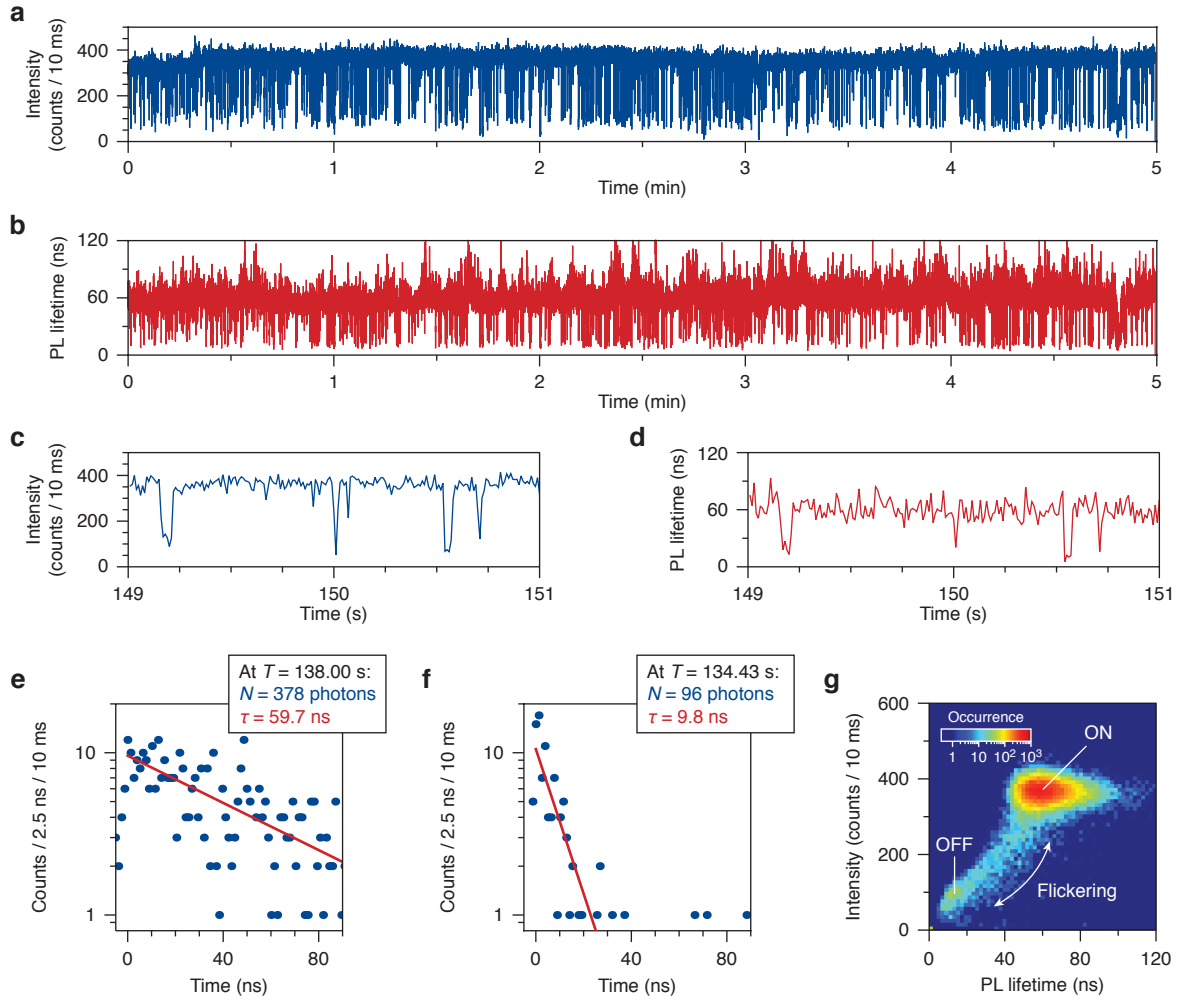 a
Intensity
(counts / 10 ms)
400
200
0
0 1 2 3 4 5
Time (min)
b
PL lifetime (ns)
120
60
0
0 1 2 3 4 5
Time (min)
c
Intensity
(counts / 10 ms)
400
200
0
149 150 151
Time (s)
d
PL lifetime (ns)
120
60
0
149 150 151
Time (s)
e
At T = 138.00 s:
N = 378 photons
τ = 59.7 ns
Counts / 2.5 ns / 10 ms
10
1
0 40 80
Time (ns)
f
At T = 134.43 s:
N = 96 photons
τ = 9.8 ns
Counts / 2.5 ns / 10 ms
10
1
0 40 80
Time (ns)
g
Intensity (counts / 10 ms)
600
400
200
0
Occurrence
1 10 10² 10³
ON
OFF
Flickering
0 40 80 120
PL lifetime (ns)